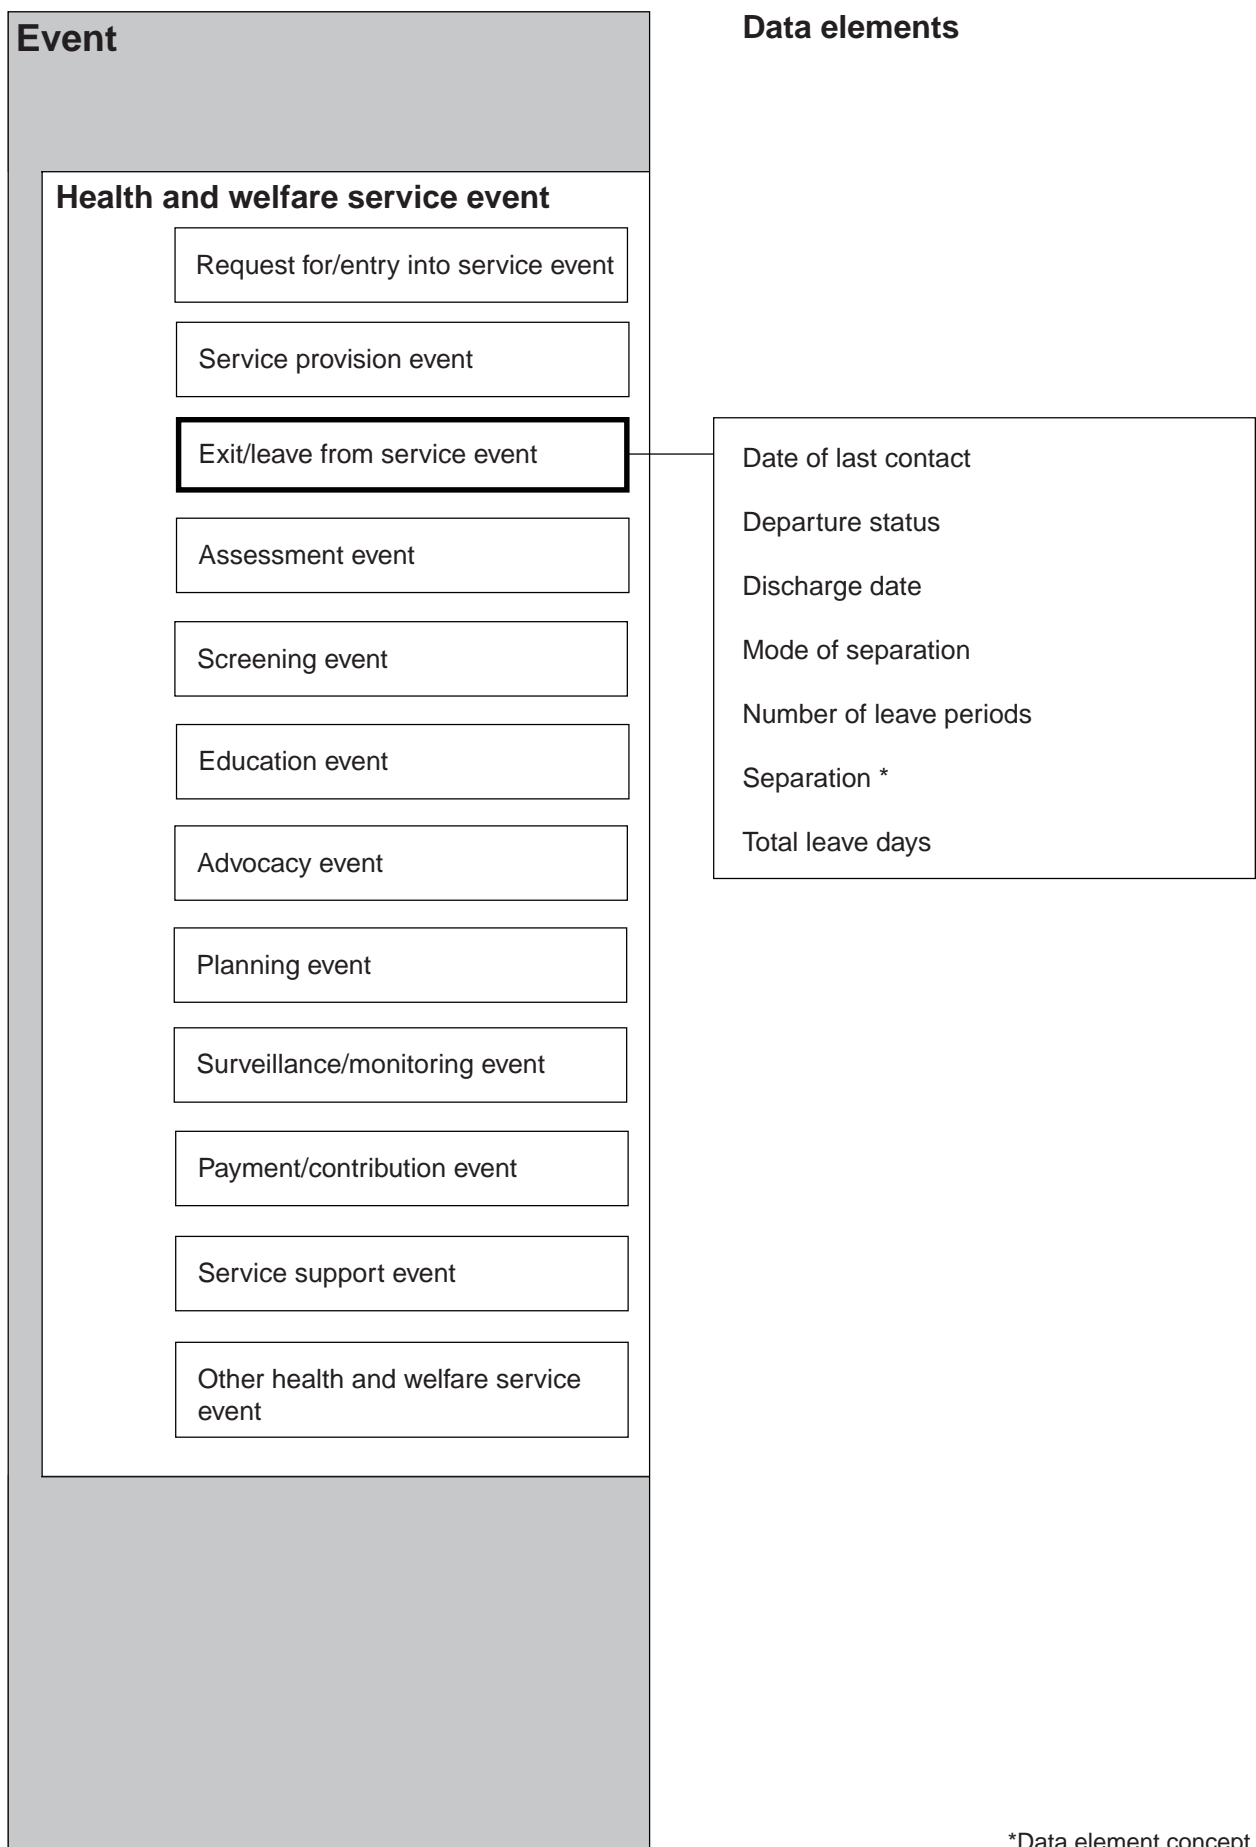 Event
Data elements
Health and welfare service event
Request for/entry into service event
Service provision event
Exit/leave from service event
Assessment event
Screening event
Education event
Advocacy event
Planning event
Surveillance/monitoring event
Payment/contribution event
Service support event
Other health and welfare service
event
Date of last contact
Departure status
Discharge date
Mode of separation
Number of leave periods
Separation *
Total leave days
*Data element concept